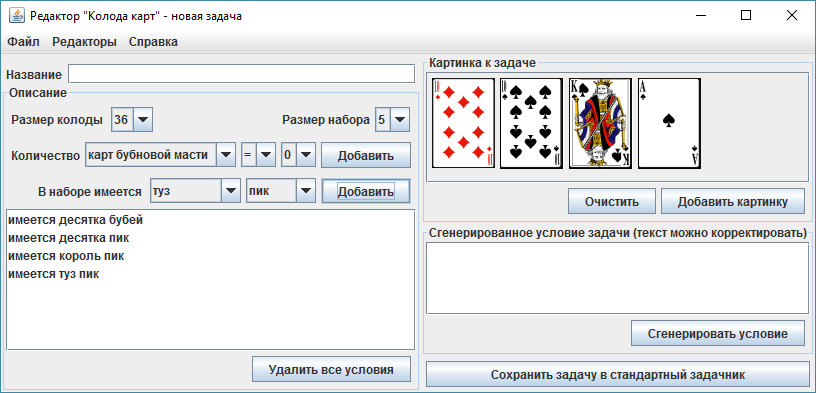 Редактор "Колода карт" - новая задача
Файл Редакторы Справка
Название
Описание
Размер колоды 36 Размер набора 5
Количество карт бубновой масти = 0 Добавить
В наборе имеется туз пик Добавить
имеется десятка бубей
имеется десятка пик
имеется король пик
имеется туз пик
Удалить все условия
Картинка к задаче
10 10 K A
10 10 K A
Очистить Добавить картинку
Сгенерированное условие задачи (текст можно корректировать)
Сгенерировать условие
Сохранить задачу в стандартный задачник